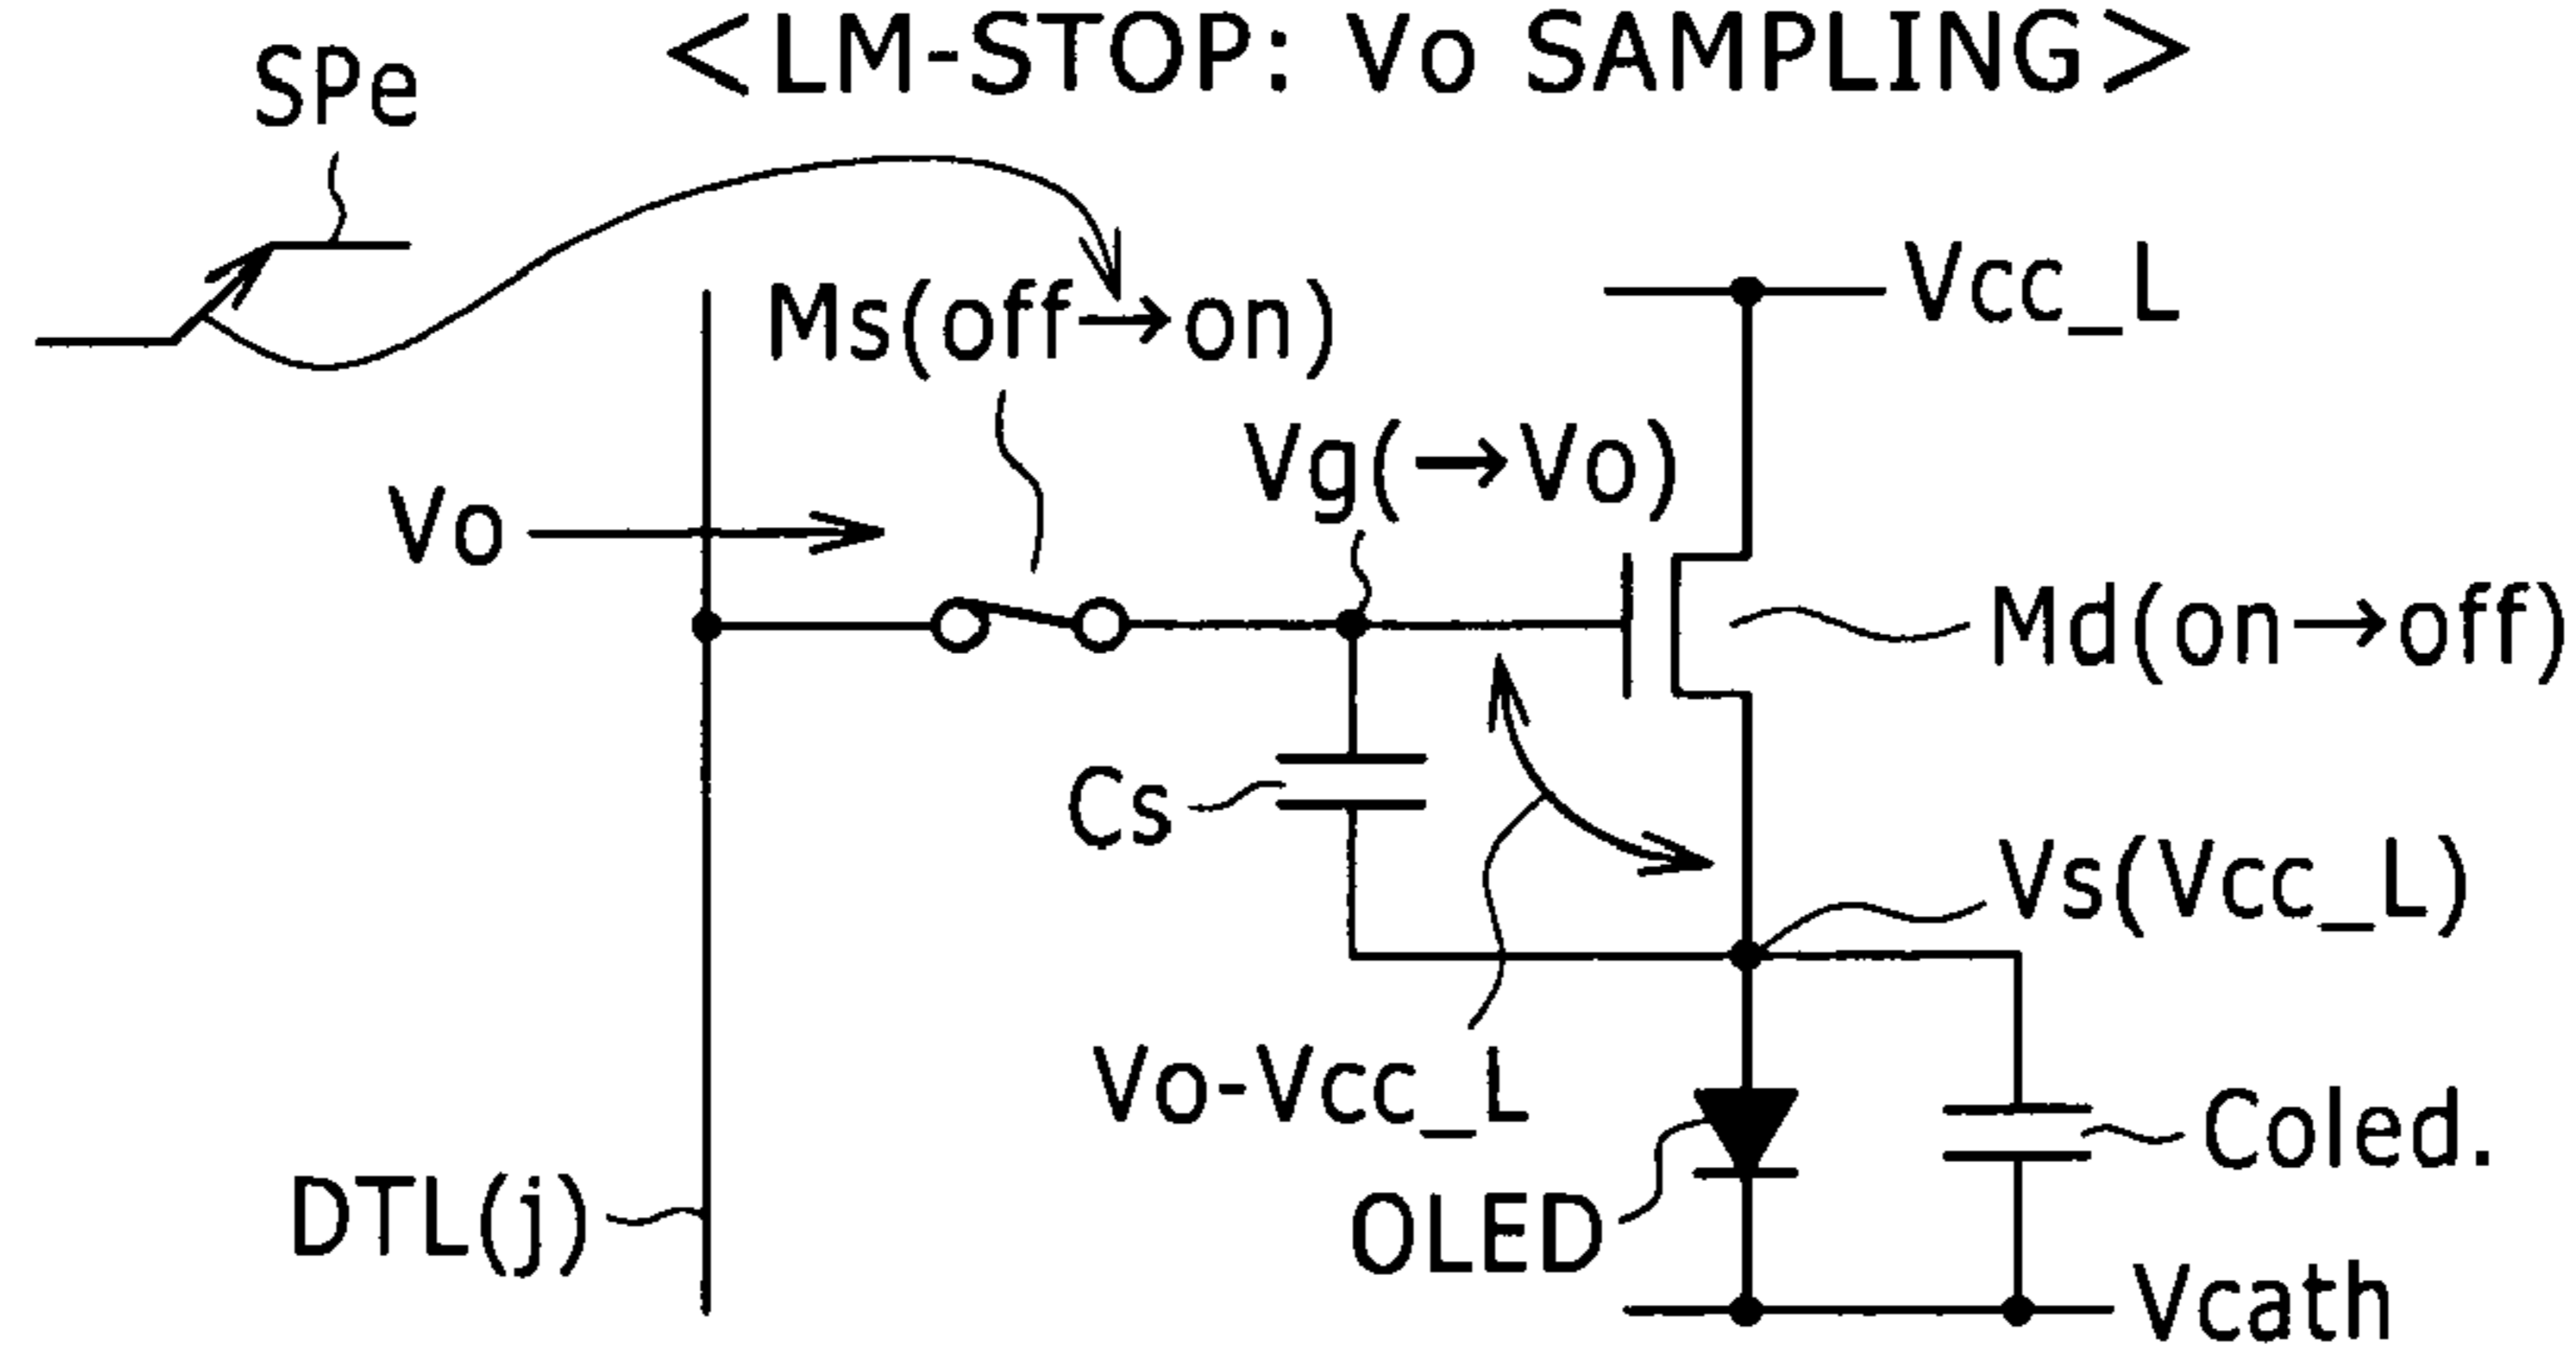 <LM-STOP: Vo SAMPLING>
SPe
Ms(off→on)
Vcc_L
Vg(→Vo)
Vo
Md(on→off)
Cs
Vs(Vcc_L)
Vo-Vcc_L
Coled.
DTL(j)
OLED
Vcath